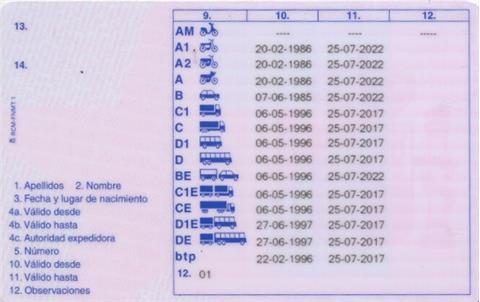 9. 10. 11. 12.
13.
14.
AM ---- ---- -----
A1 20-02-1986 25-07-2022
A2 20-02-1986 25-07-2022
A 20-02-1986 25-07-2022
B 07-06-1985 25-07-2022
C1 06-05-1996 25-07-2017
C 06-05-1996 25-07-2017
D1 06-05-1996 25-07-2017
D 06-05-1996 25-07-2017
BE 06-05-1996 25-07-2022
C1E 06-05-1996 25-07-2017
CE 06-05-1996 25-07-2017
D1E 27-06-1997 25-07-2017
DE 27-06-1997 25-07-2017
btp 22-02-1996 25-07-2017
12. 01
RCM-FNMT
1. Apellidos 2. Nombre
3. Fecha y lugar de nacimiento
4a. Válido desde
4b. Válido hasta
4c. Autoridad expedidora
5. Número
10. Válido desde
11. Válido hasta
12. Observaciones